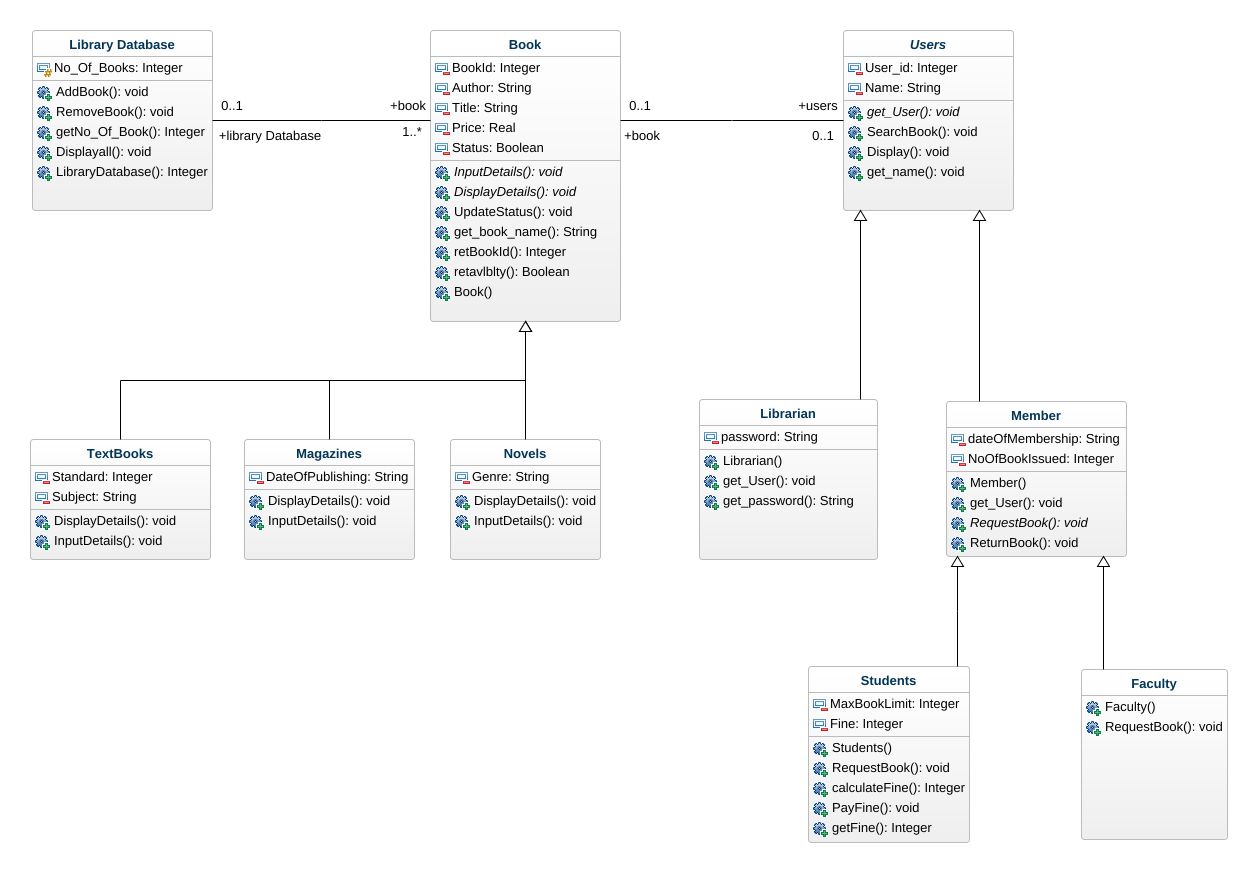 Library Database
No_Of_Books: Integer
AddBook(): void
RemoveBook(): void
getNo_Of_Book(): Integer
Displayall(): void
LibraryDatabase(): Integer
0..1
+book
+library Database
1..*
Book
BookId: Integer
Author: String
Title: String
Price: Real
Status: Boolean
InputDetails(): void
DisplayDetails(): void
UpdateStatus(): void
get_book_name(): String
retBookId(): Integer
retavlblty(): Boolean
Book()
0..1
+users
+book
0..1
Users
User_id: Integer
Name: String
get_User(): void
SearchBook(): void
Display(): void
get_name(): void
TextBooks
Standard: Integer
Subject: String
DisplayDetails(): void
InputDetails(): void
Magazines
DateOfPublishing: String
DisplayDetails(): void
InputDetails(): void
Novels
Genre: String
DisplayDetails(): void
InputDetails(): void
Librarian
password: String
Librarian()
get_User(): void
get_password(): String
Member
dateOfMembership: String
NoOfBookIssued: Integer
Member()
get_User(): void
RequestBook(): void
ReturnBook(): void
Students
MaxBookLimit: Integer
Fine: Integer
Students()
RequestBook(): void
calculateFine(): Integer
PayFine(): void
getFine(): Integer
Faculty
Faculty()
RequestBook(): void